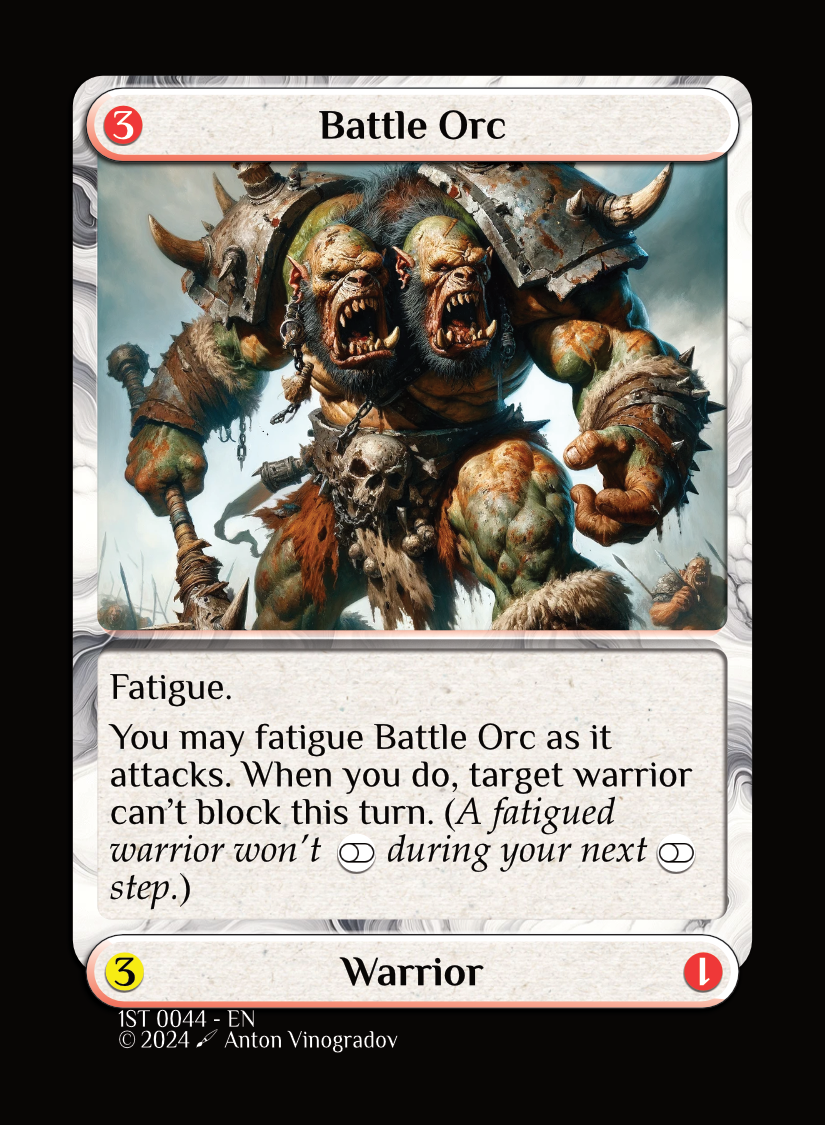 3 Battle Orc
Fatigue.
You may fatigue Battle Orc as it
attacks. When you do, target warrior
can't block this turn. (A fatigued
warrior won't during your next
step.)
3 Warrior 1
1ST 0044 - EN
© 2024 Anton Vinogradov